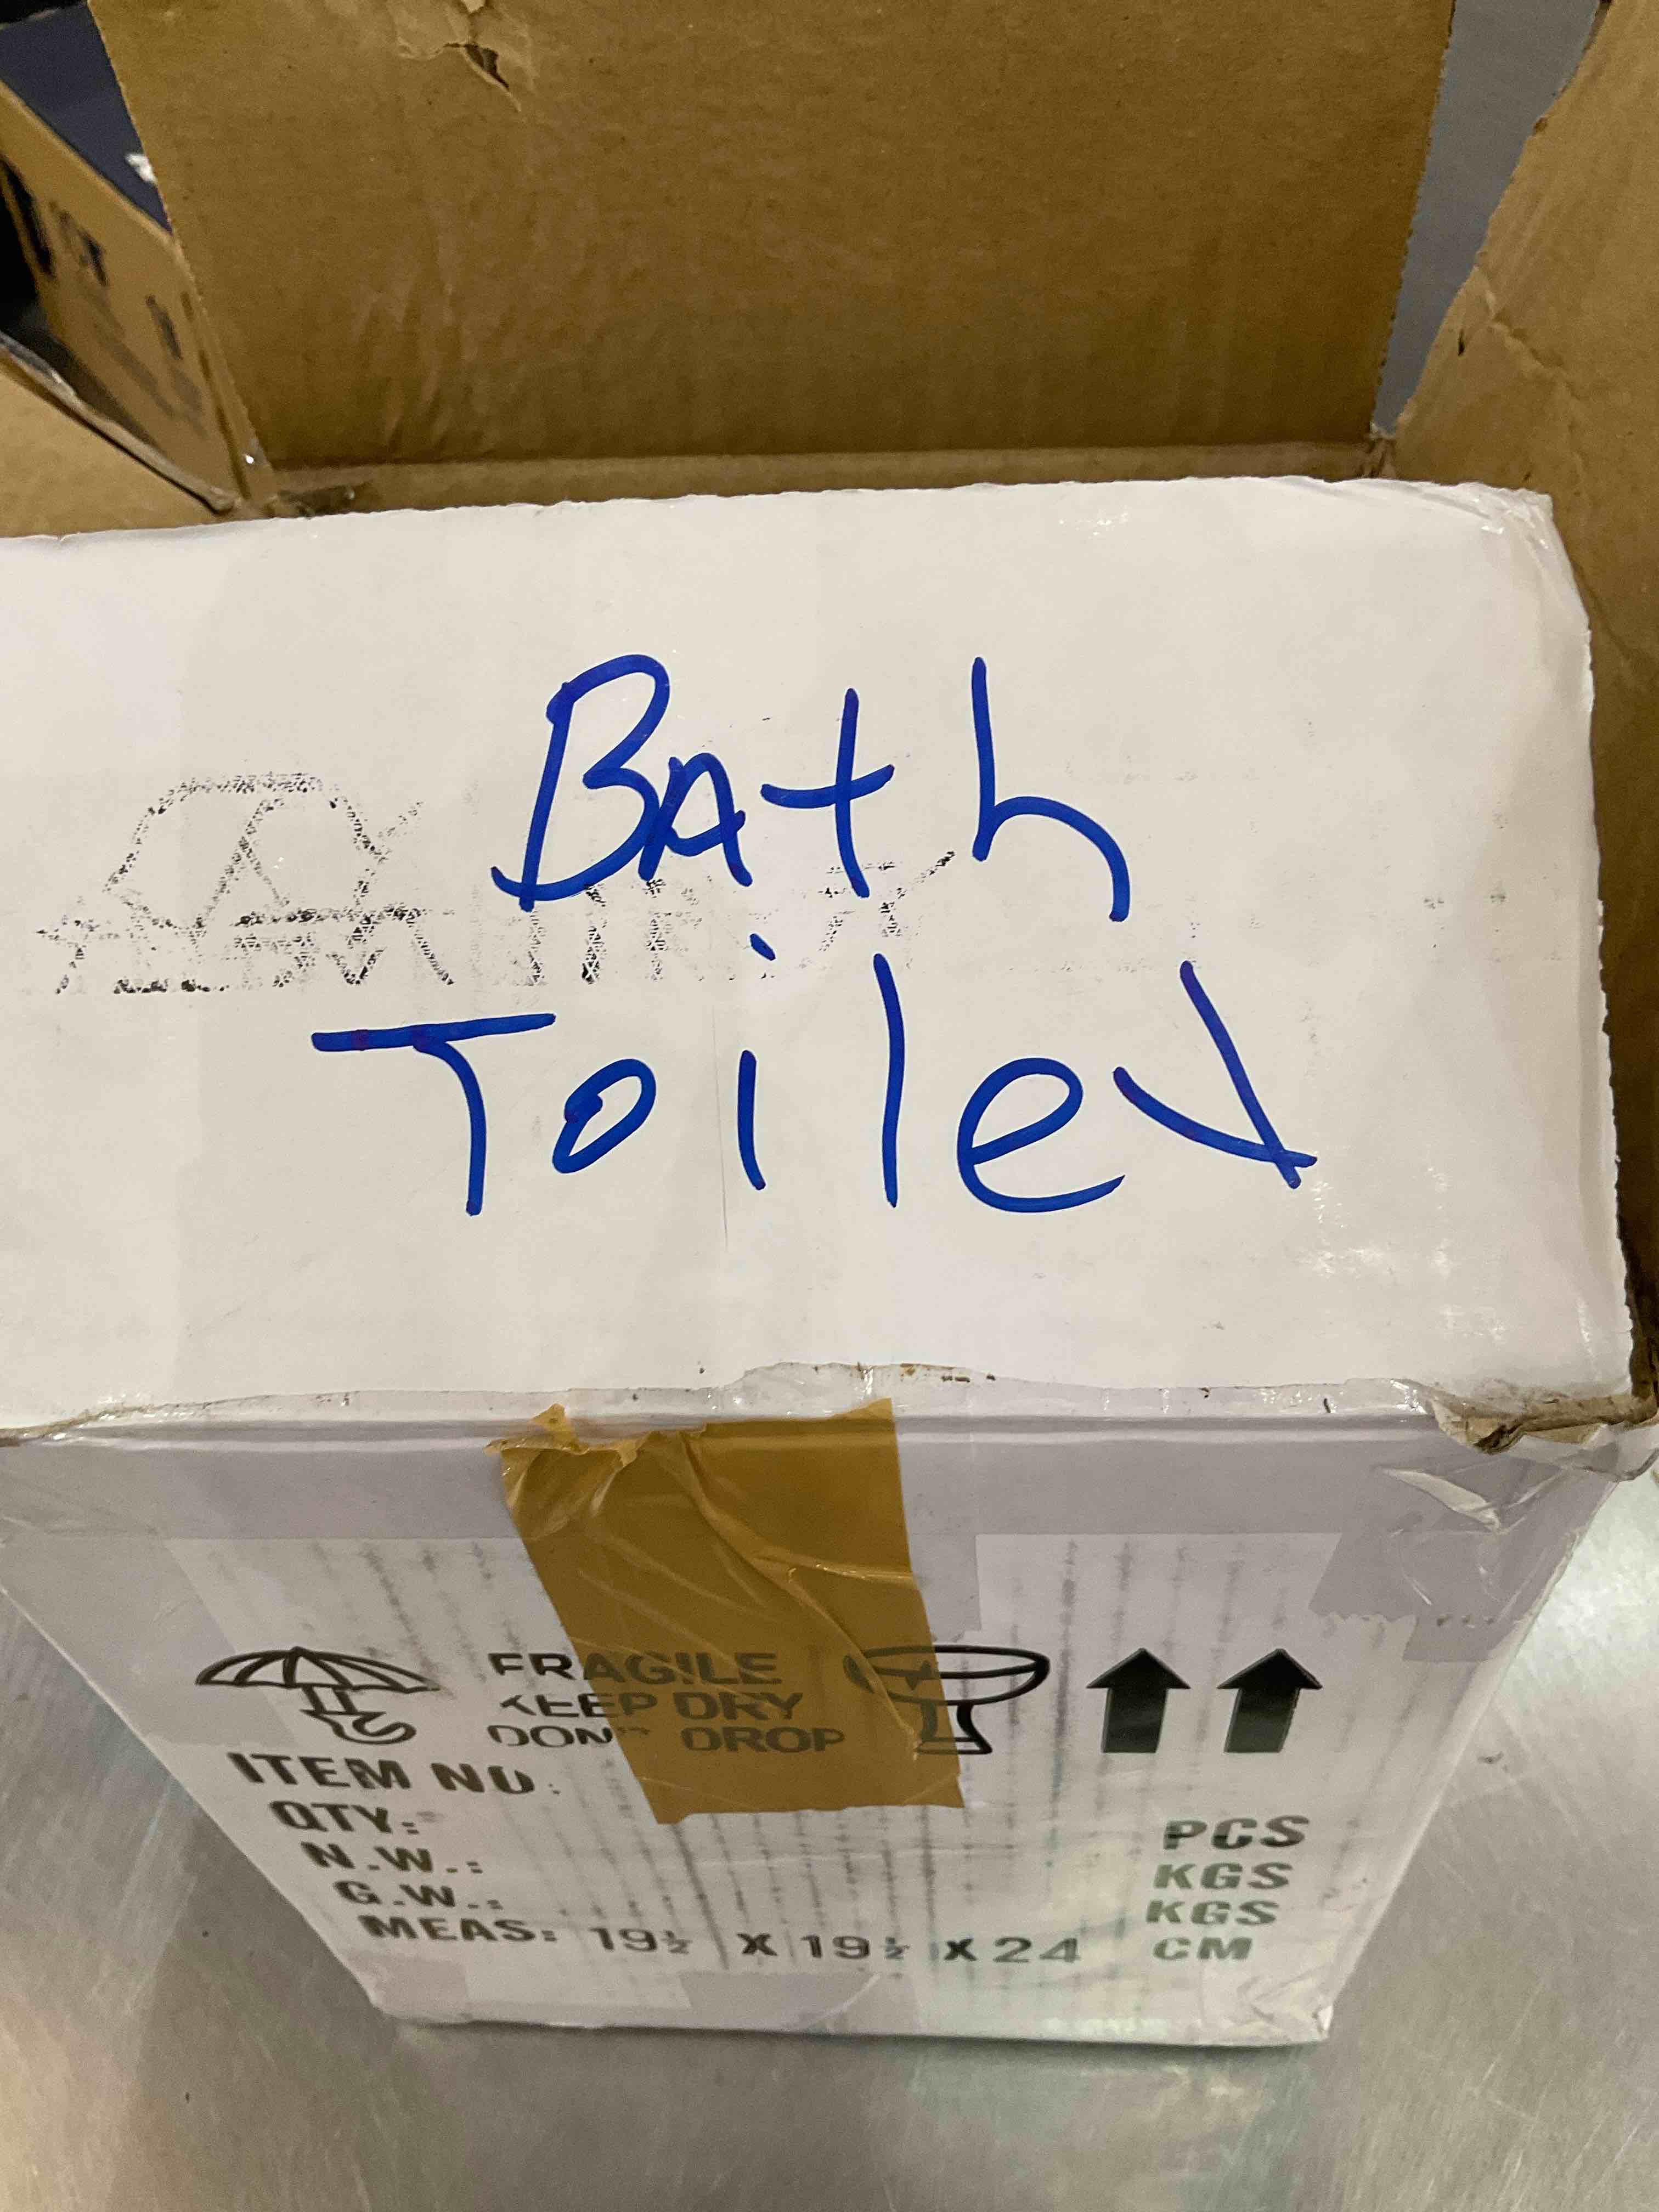 Bath
Toilet
FRAGILE
KEEP DRY
DON'T DROP
ITEM NO:
QTY: PCS
N.W.: KGS
G.W.: KGS
MEAS: 19½ X 19½ X 24 CM